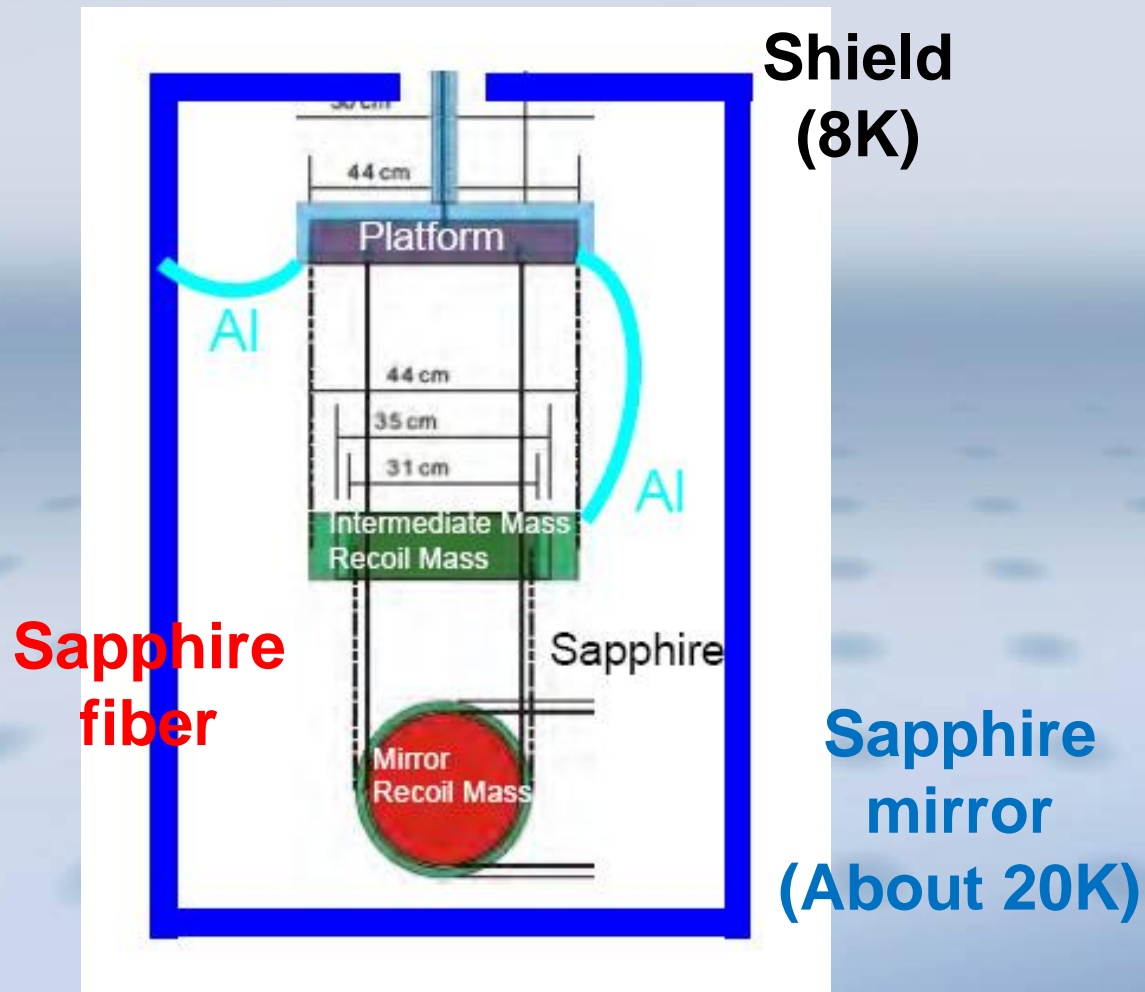 Shield
(8K)
44 cm
Platform
Al
44 cm
35 cm
31 cm
Al
Intermediate Mass
Recoil Mass
Sapphire
fiber
Sapphire
Mirror
Recoil Mass
Sapphire
mirror
(About 20K)